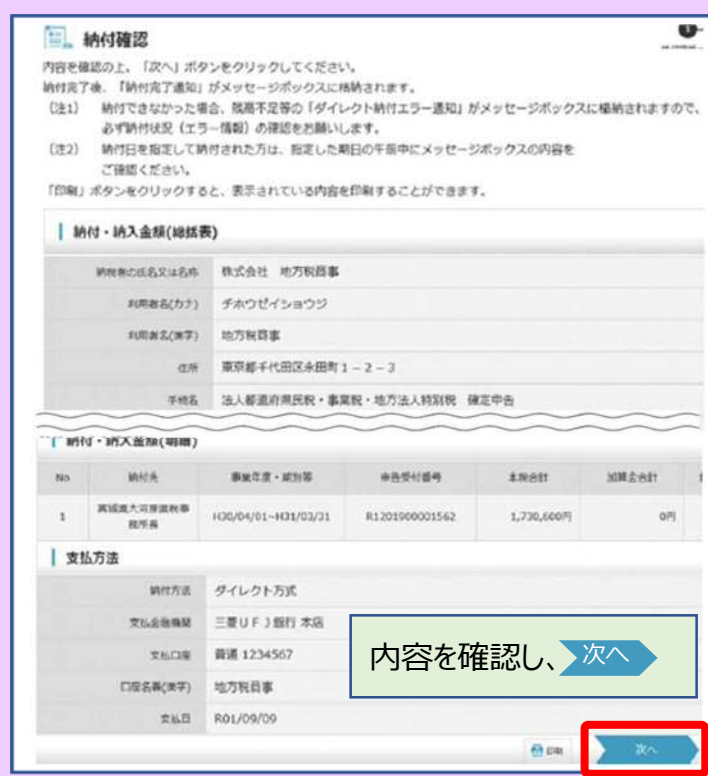 納付確認
内容を確認の上、「次へ」ボタンをクリックしてください。
納付完了後、「納付完了通知」がメッセージボックスに格納されます。
(注1) 納付できなかった場合、残高不足等の「ダイレクト納付エラー通知」がメッセージボックスに格納されますので、
必ず納付状況(エラー情報)の確認をお願いします。
(注2) 納付日を指定して納付された方は、指定した期日の午前中にメッセージボックスの内容を
ご確認ください。
「印刷」ボタンをクリックすると、表示されている内容を印刷することができます。
納付・納入金額(総括表)
納税者の氏名又は名称 株式会社 地方税商事
利用者名(カナ) チホウゼイショウジ
利用者名(漢字) 地方税商事
住所 東京都千代田区永田町1-2-3
手続名 法人都道府県民税・事業税・地方法人特別税 確定申告
納付・納入金額(明細)
No 納付先 事業年度・期別等 申告受付番号 本税合計 加算金合計
1 宮城県大河原県税事務所長 H30/04/01~H31/03/31 R1201900001562 1,730,600円 0円
支払方法
納付方法 ダイレクト方式
支払金融機関 三菱UFJ銀行 本店
支払口座 普通 1234567
口座名義(漢字) 地方税商事
支払日 R01/09/09
内容を確認し、次へ
印刷 次へ